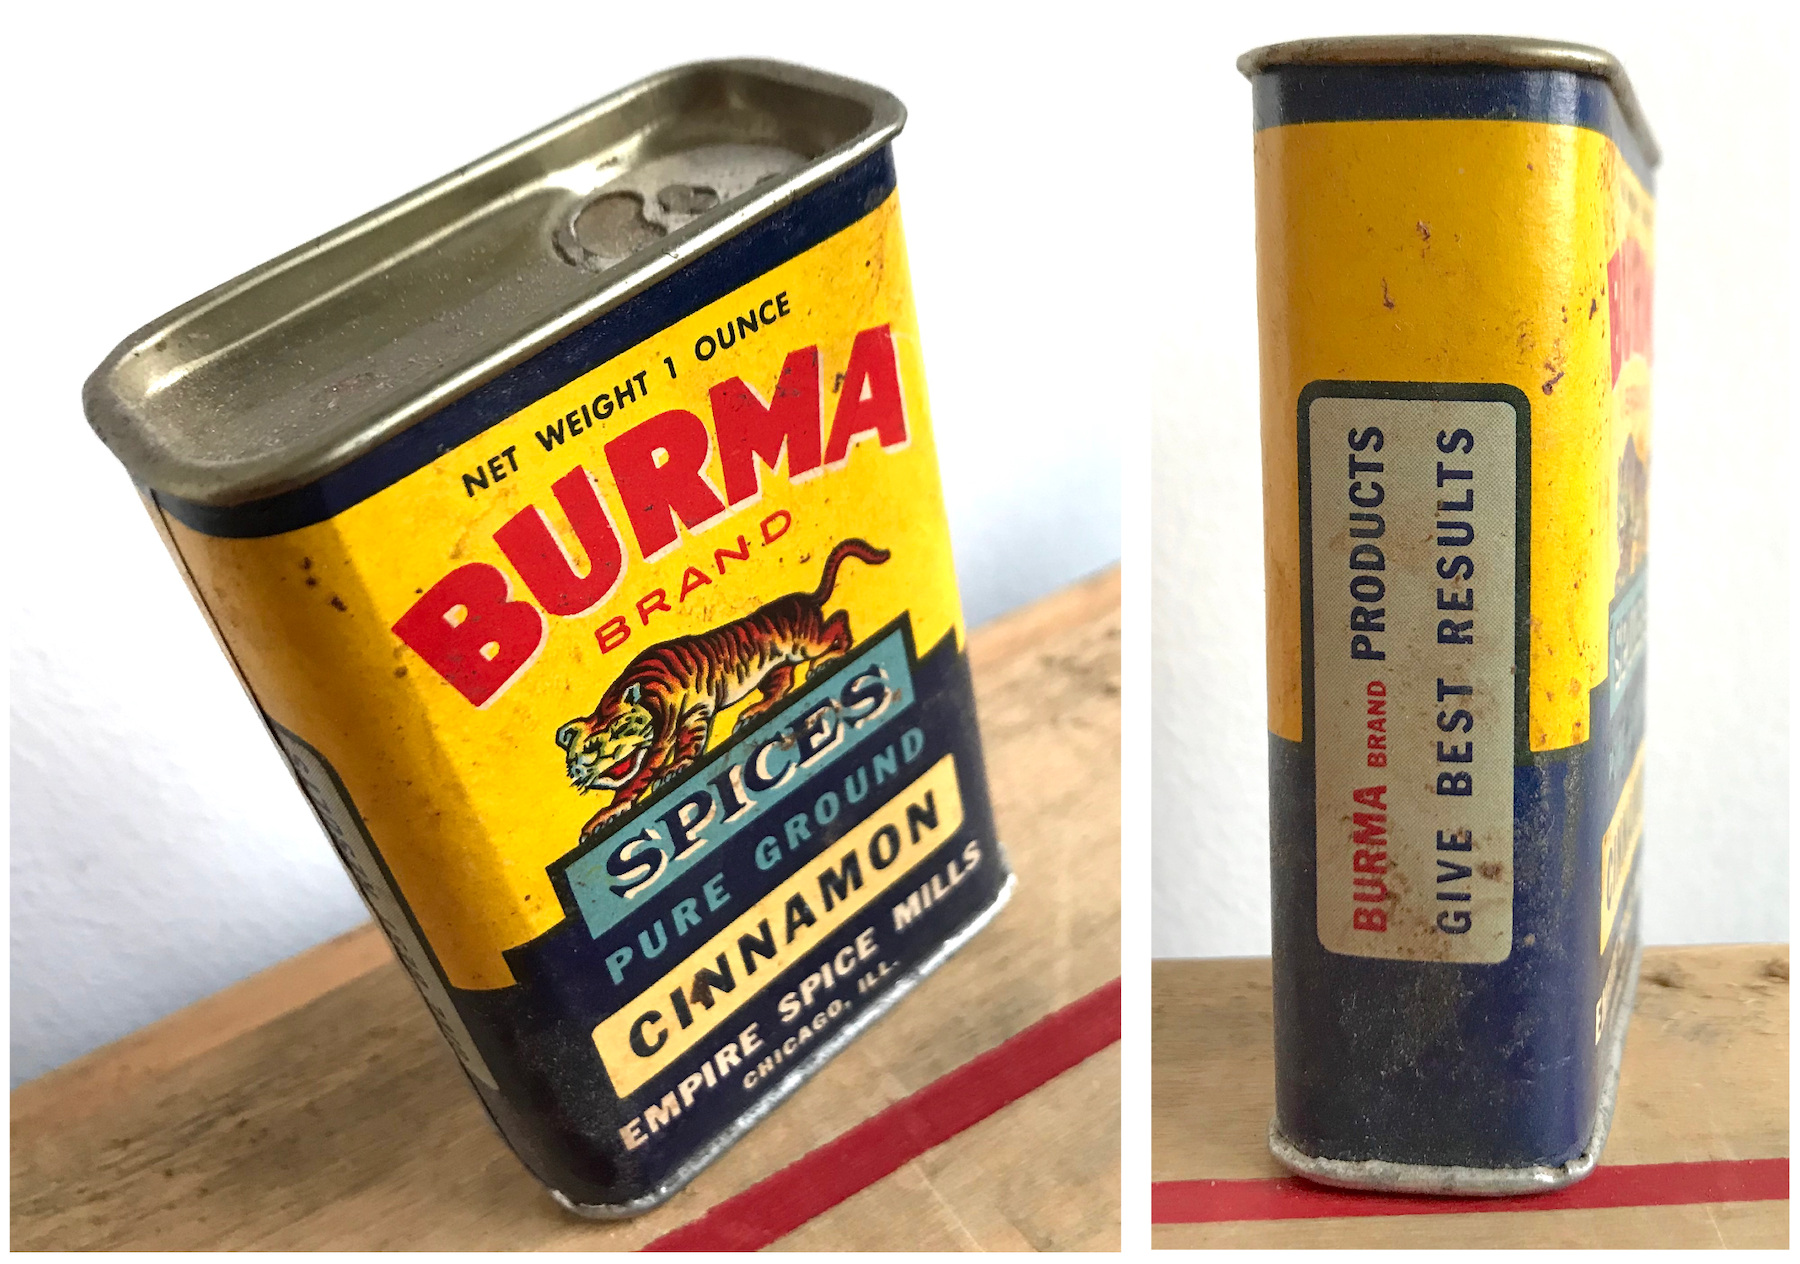 NET WEIGHT 1 OUNCE
BURMA
BRAND
SPICES
PURE GROUND
CINNAMON
EMPIRE SPICE MILLS
CHICAGO, ILL.
BURMA BRAND PRODUCTS
GIVE BEST RESULTS